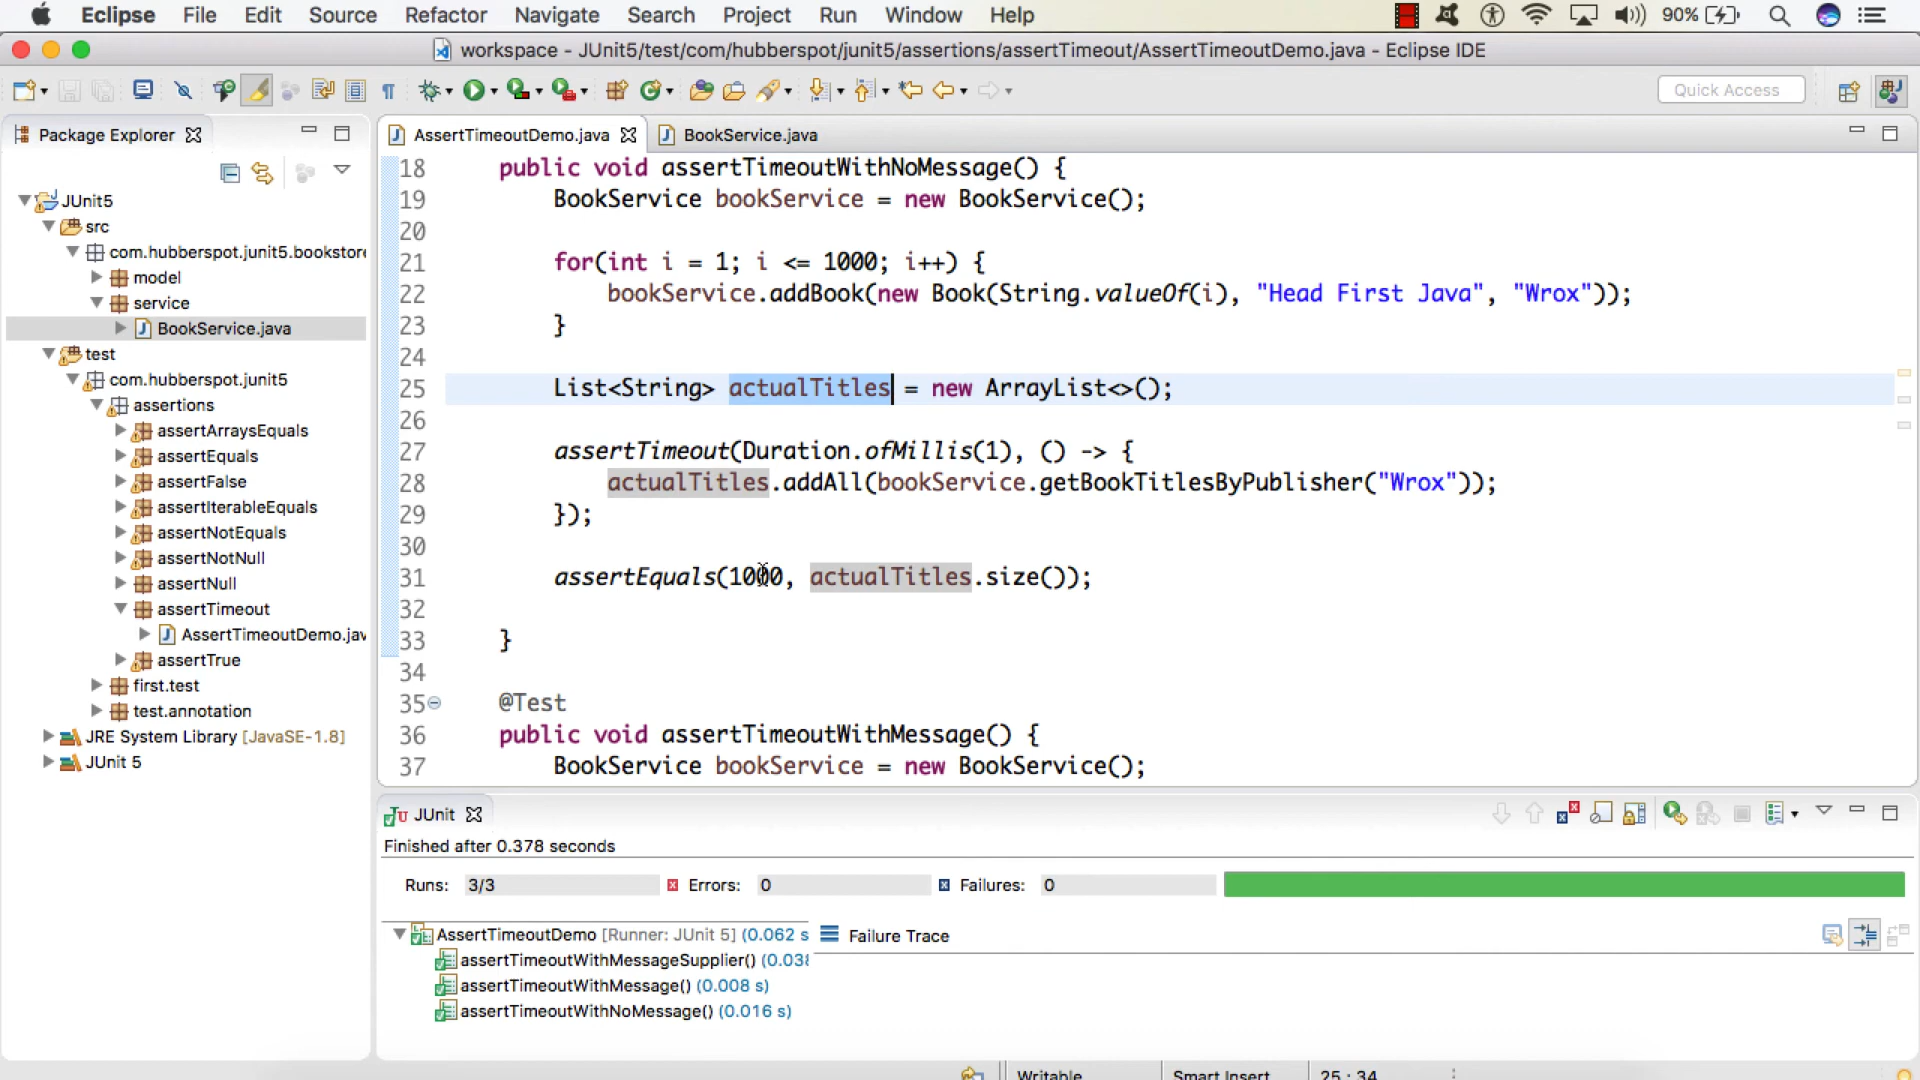 Eclipse File Edit Source Refactor Navigate Search Project Run Window Help 90%
workspace - JUnit5/test/com/hubberspot/junit5/assertions/assertTimeout/AssertTimeoutDemo.java - Eclipse IDE
Quick Access
Package Explorer
JUnit5
src
com.hubberspot.junit5.bookstore
model
service
BookService.java
test
com.hubberspot.junit5
assertions
assertArraysEquals
assertEquals
assertFalse
assertIterableEquals
assertNotEquals
assertNotNull
assertNull
assertTimeout
AssertTimeoutDemo.jav
assertTrue
first.test
test.annotation
JRE System Library [JavaSE-1.8]
JUnit 5
AssertTimeoutDemo.java BookService.java
18 public void assertTimeoutWithNoMessage() {
19 BookService bookService = new BookService();
20
21 for(int i = 1; i <= 1000; i++) {
22 bookService.addBook(new Book(String.valueOf(i), "Head First Java", "Wrox"));
23 }
24
25 List<String> actualTitles = new ArrayList<>();
26
27 assertTimeout(Duration.ofMillis(1), () -> {
28 actualTitles.addAll(bookService.getBookTitlesByPublisher("Wrox"));
29 });
30
31 assertEquals(1000, actualTitles.size());
32
33 }
34
35 @Test
36 public void assertTimeoutWithMessage() {
37 BookService bookService = new BookService();
JUnit
Finished after 0.378 seconds
Runs: 3/3 Errors: 0 Failures: 0
AssertTimeoutDemo [Runner: JUnit 5] (0.062 s
assertTimeoutWithMessageSupplier() (0.038
assertTimeoutWithMessage() (0.008 s)
assertTimeoutWithNoMessage() (0.016 s)
Failure Trace
Writable Smart Insert 25 : 34